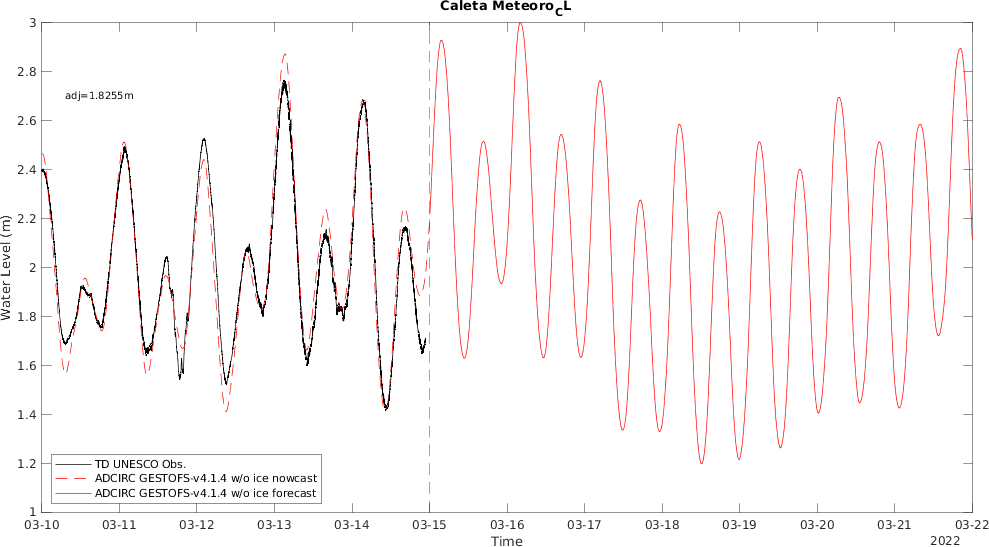 Caleta Meteoro_CL
3
2.8
adj=1.8255m
2.6
2.4
2.2
2
1.8
1.6
1.4
1.2
1
Water Level (m)
TD UNESCO Obs.
ADCIRC GESTOFS-v4.1.4 w/o ice nowcast
ADCIRC GESTOFS-v4.1.4 w/o ice forecast
03-10 03-11 03-12 03-13 03-14 03-15 03-16 03-17 03-18 03-19 03-20 03-21 03-22
Time
2022